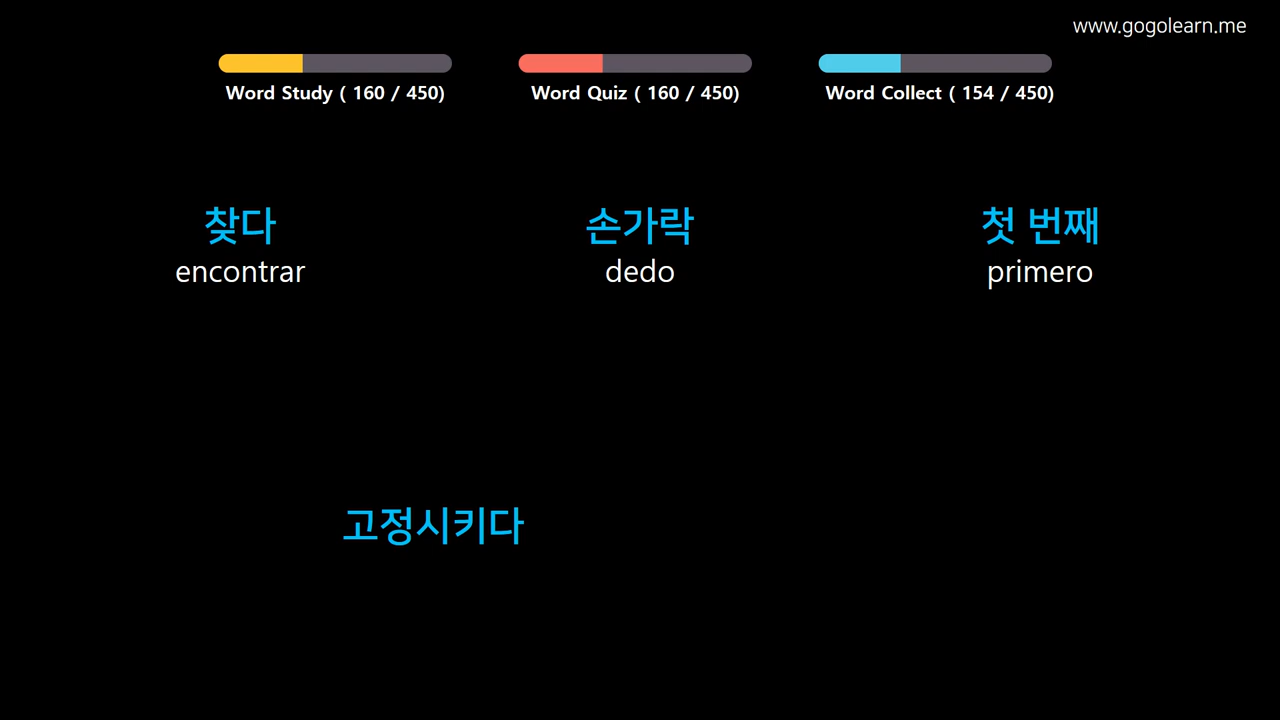 www.gogolearn.me
Word Study ( 160 / 450)
Word Quiz ( 160 / 450)
Word Collect ( 154 / 450)
찾다
encontrar
손가락
dedo
첫 번째
primero
고정시키다